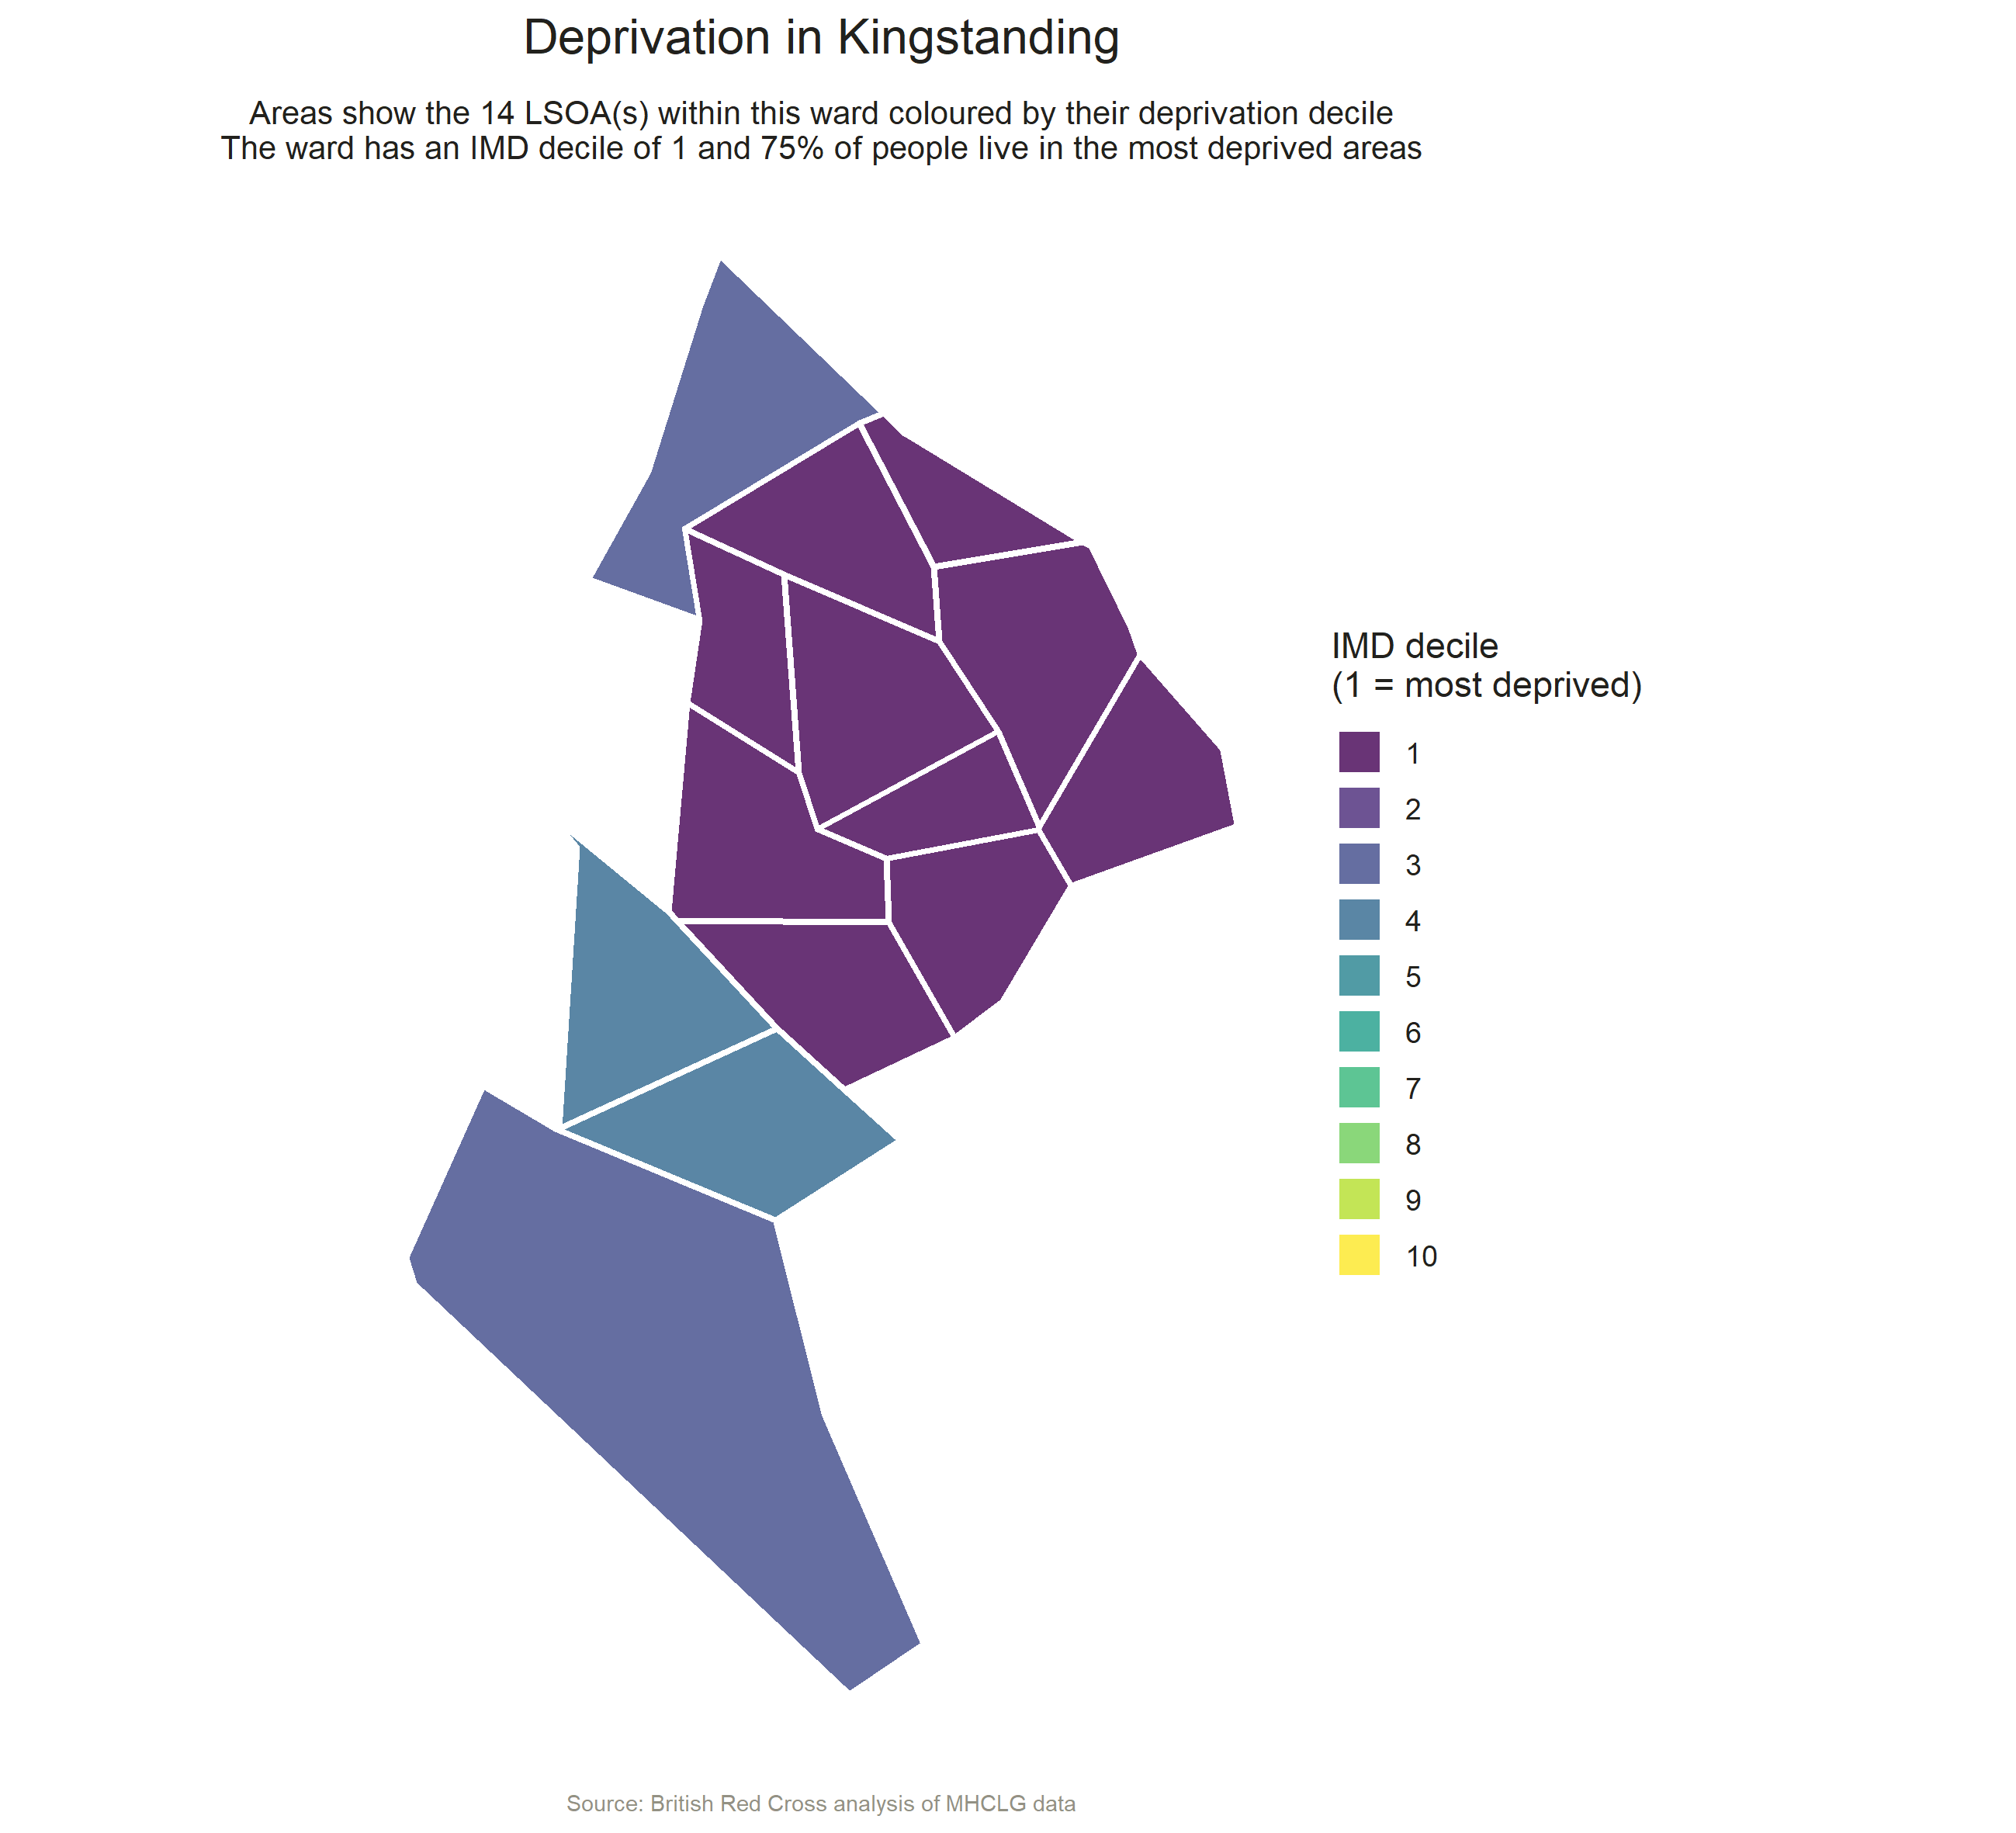 Deprivation in Kingstanding
Areas show the 14 LSOA(s) within this ward coloured by their deprivation decile
The ward has an IMD decile of 1 and 75% of people live in the most deprived areas
IMD decile
(1 = most deprived)
1
2
3
4
5
6
7
8
9
10
Source: British Red Cross analysis of MHCLG data